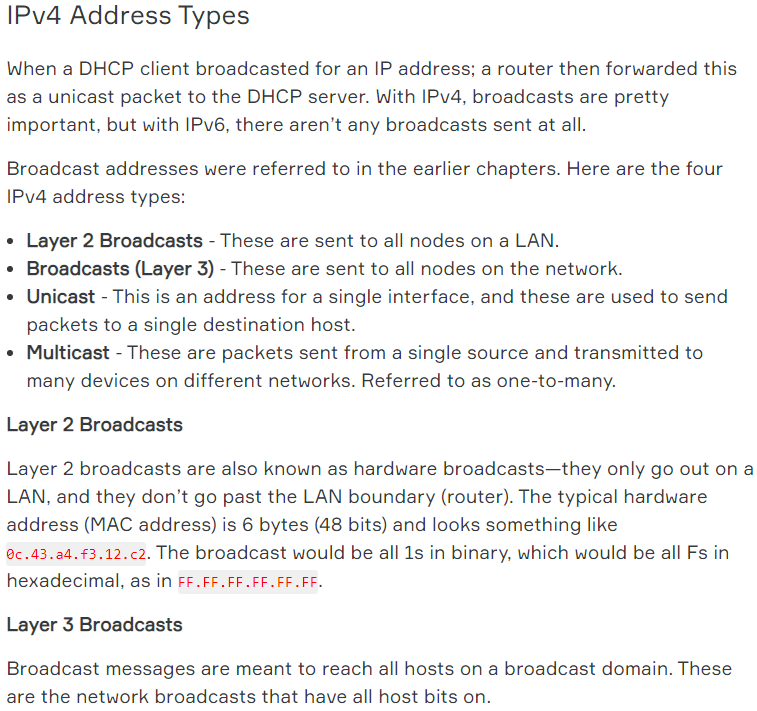 IPv4 Address Types
When a DHCP client broadcasted for an IP address; a router then forwarded this
as a unicast packet to the DHCP server. With IPv4, broadcasts are pretty
important, but with IPv6, there aren’t any broadcasts sent at all.
Broadcast addresses were referred to in the earlier chapters. Here are the four
IPv4 address types:
• Layer 2 Broadcasts - These are sent to all nodes on a LAN.
• Broadcasts (Layer 3) - These are sent to all nodes on the network.
• Unicast - This is an address for a single interface, and these are used to send
packets to a single destination host.
• Multicast - These are packets sent from a single source and transmitted to
many devices on different networks. Referred to as one-to-many.
Layer 2 Broadcasts
Layer 2 broadcasts are also known as hardware broadcasts—they only go out on a
LAN, and they don’t go past the LAN boundary (router). The typical hardware
address (MAC address) is 6 bytes (48 bits) and looks something like
0c.43.a4.f3.12.c2. The broadcast would be all 1s in binary, which would be all Fs in
hexadecimal, as in FF.FF.FF.FF.FF.FF.
Layer 3 Broadcasts
Broadcast messages are meant to reach all hosts on a broadcast domain. These
are the network broadcasts that have all host bits on.